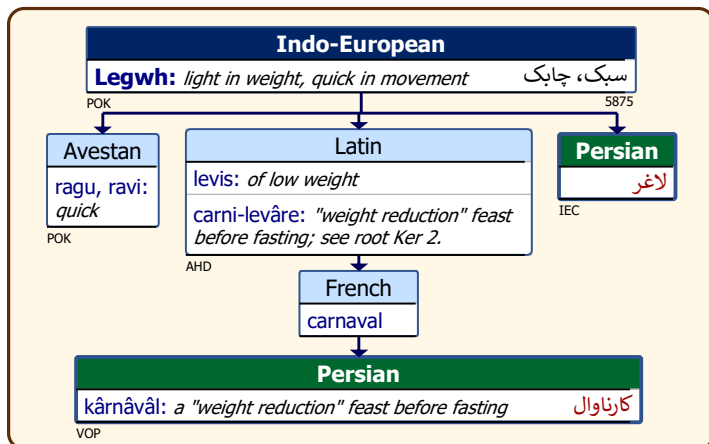 Indo-European
Legwh: light in weight, quick in movement سبک، چابک
POK 5875
Avestan
ragu, ravi:
quick
POK
Latin
levis: of low weight
carni-levâre: "weight reduction" feast
before fasting; see root Ker 2.
AHD
Persian
لاغر
IEC
French
carnaval
Persian
kârnâvâl: a "weight reduction" feast before fasting کارناوال
VOP